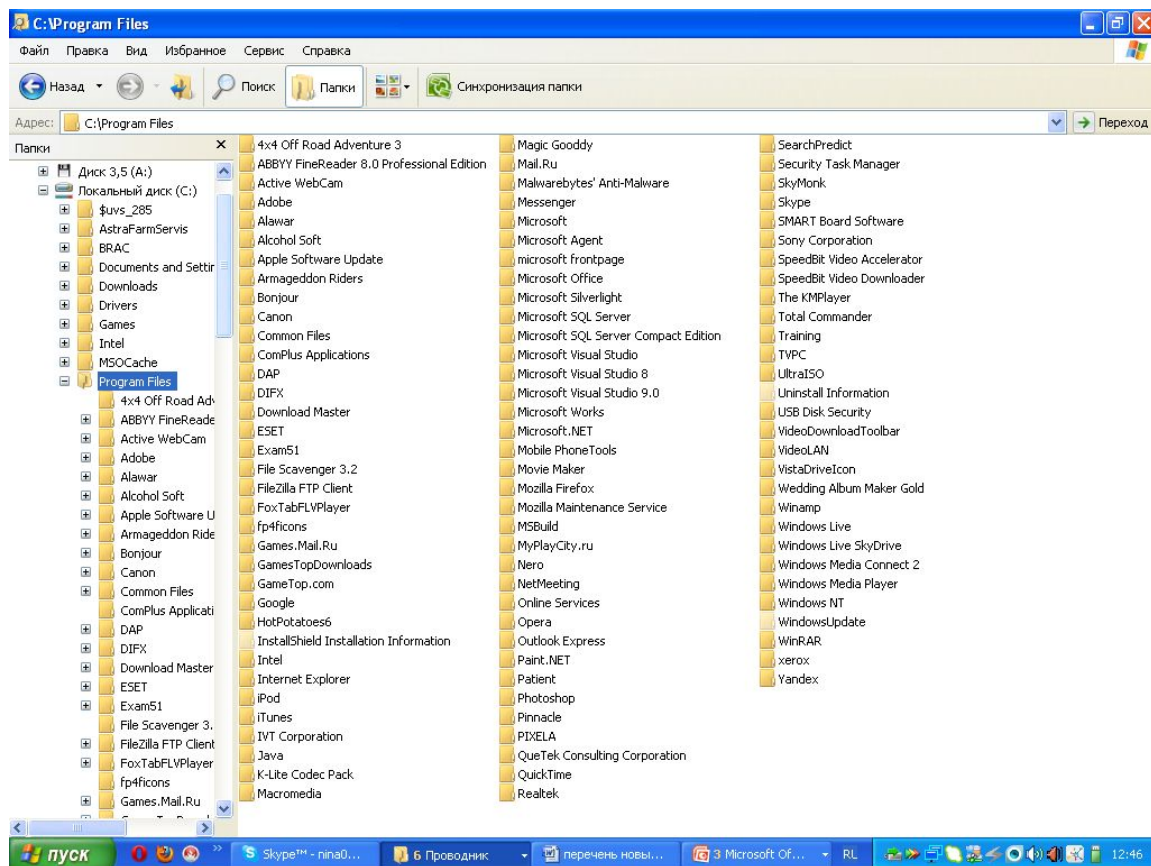 C:\Program Files
Файл Правка Вид Избранное Сервис Справка
Назад Поиск Папки Синхронизация папки
Адрес: C:\Program Files Переход
Папки
Диск 3,5 (A:)
Локальный диск (C:)
$uvs_285
AstraFarmServis
BRAC
Documents and Settir
Downloads
Drivers
Games
Intel
MSOCache
Program Files
4x4 Off Road Adv
ABBYY FineReade
Active WebCam
Adobe
Alawar
Alcohol Soft
Apple Software U
Armageddon Ride
Bonjour
Canon
Common Files
ComPlus Applicati
DAP
DIFX
Download Master
ESET
Exam51
File Scavenger 3.
FileZilla FTP Client
FoxTabFLVPlayer
fp4ficons
Games.Mail.Ru
4x4 Off Road Adventure 3
ABBYY FineReader 8.0 Professional Edition
Active WebCam
Adobe
Alawar
Alcohol Soft
Apple Software Update
Armageddon Riders
Bonjour
Canon
Common Files
ComPlus Applications
DAP
DIFX
Download Master
ESET
Exam51
File Scavenger 3.2
FileZilla FTP Client
FoxTabFLVPlayer
fp4ficons
Games.Mail.Ru
GamesTopDownloads
GameTop.com
Google
HotPotatoes6
InstallShield Installation Information
Intel
Internet Explorer
iPod
iTunes
IVT Corporation
Java
K-Lite Codec Pack
Macromedia
Magic Gooddy
Mail.Ru
Malwarebytes' Anti-Malware
Messenger
Microsoft
Microsoft Agent
microsoft frontpage
Microsoft Office
Microsoft Silverlight
Microsoft SQL Server
Microsoft SQL Server Compact Edition
Microsoft Visual Studio
Microsoft Visual Studio 8
Microsoft Visual Studio 9.0
Microsoft Works
Microsoft.NET
Mobile PhoneTools
Movie Maker
Mozilla Firefox
Mozilla Maintenance Service
MSBuild
MyPlayCity.ru
Nero
NetMeeting
Online Services
Opera
Outlook Express
Paint.NET
Patient
Photoshop
Pinnacle
PIXELA
QueTek Consulting Corporation
QuickTime
Realtek
SearchPredict
Security Task Manager
SkyMonk
Skype
SMART Board Software
Sony Corporation
SpeedBit Video Accelerator
SpeedBit Video Downloader
The KMPlayer
Total Commander
Training
TVPC
UltraISO
Uninstall Information
USB Disk Security
VideoDownloadToolbar
VideoLAN
VistaDriveIcon
Wedding Album Maker Gold
Winamp
Windows Live
Windows Live SkyDrive
Windows Media Connect 2
Windows Media Player
Windows NT
WindowsUpdate
WinRAR
xerox
Yandex
пуск Skype™ - nina0... 6 Проводник перечень новы... 3 Microsoft Of... RL 12:46